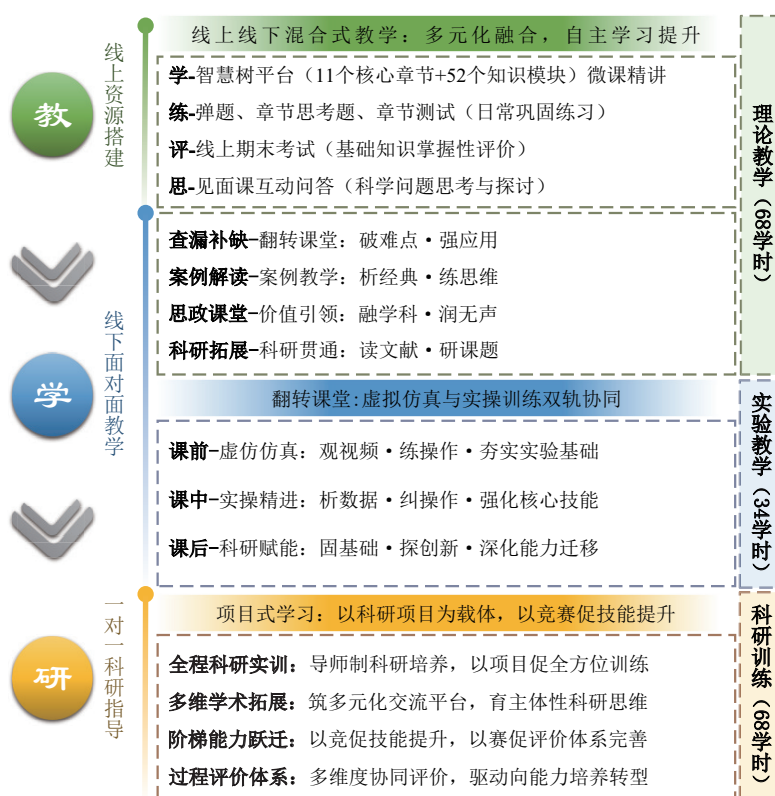 教
线上资源搭建
线上线下混合式教学：多元化融合，自主学习提升
学-智慧树平台（11个核心章节+52个知识模块）微课精讲
练-弹题、章节思考题、章节测试（日常巩固练习）
评-线上期末考试（基础知识掌握性评价）
思-见面课互动问答（科学问题思考与探讨）
查漏补缺-翻转课堂：破难点·强应用
案例解读-案例教学：析经典·练思维
思政课堂-价值引领：融学科·润无声
科研拓展-科研贯通：读文献·研课题
理论教学（68学时）
学
线下面对面教学
翻转课堂:虚拟仿真与实操训练双轨协同
课前-虚仿仿真：观视频·练操作·夯实实验基础
课中-实操精进：析数据·纠操作·强化核心技能
课后-科研赋能：固基础·探创新·深化能力迁移
实验教学（34学时）
研
一对一科研指导
项目式学习：以科研项目为载体，以竞赛促技能提升
全程科研实训：导师制科研培养，以项目促全方位训练
多维学术拓展：筑多元化交流平台，育主体性科研思维
阶梯能力跃迁：以竞促技能提升，以赛促评价体系完善
过程评价体系：多维度协同评价，驱动向能力培养转型
科研训练（68学时）